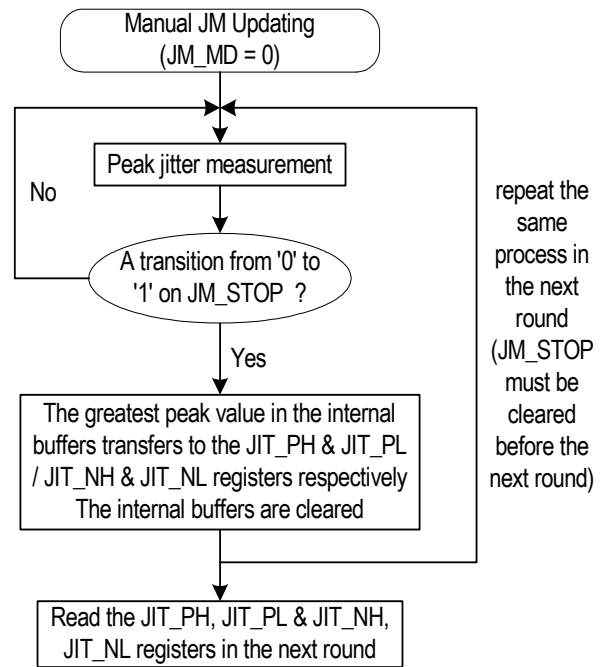 Manual JM Updating
(JM_MD = 0)
Peak jitter measurement
No
A transition from '0' to
'1' on JM_STOP ?
Yes
The greatest peak value in the internal
buffers transfers to the JIT_PH & JIT_PL
/ JIT_NH & JIT_NL registers respectively
The internal buffers are cleared
repeat the
same
process in
the next
round
(JM_STOP
must be
cleared
before the
next round)
Read the JIT_PH, JIT_PL & JIT_NH,
JIT_NL registers in the next round